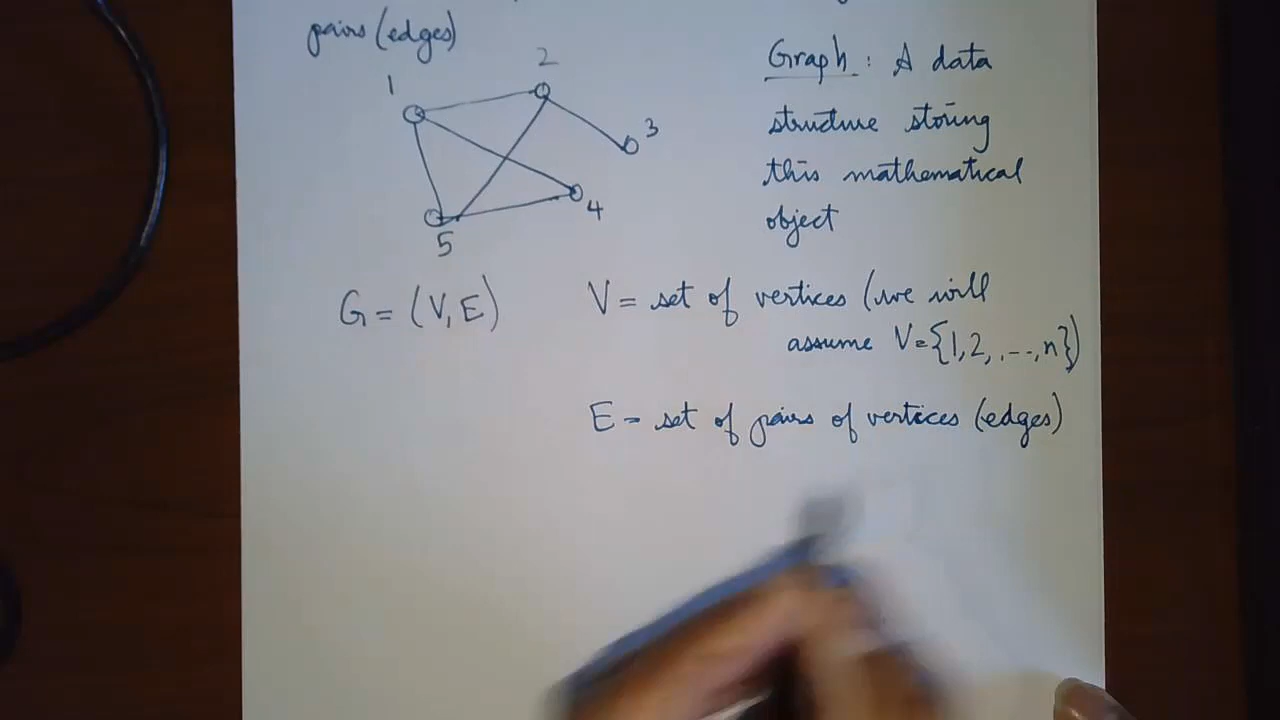 pairs (edges)
1
2
3
4
5
Graph : A data
structure storing
this mathematical
object
G = (V, E)
V = set of vertices (we will
assume V = {1, 2, ..., n})
E = set of pairs of vertices (edges)